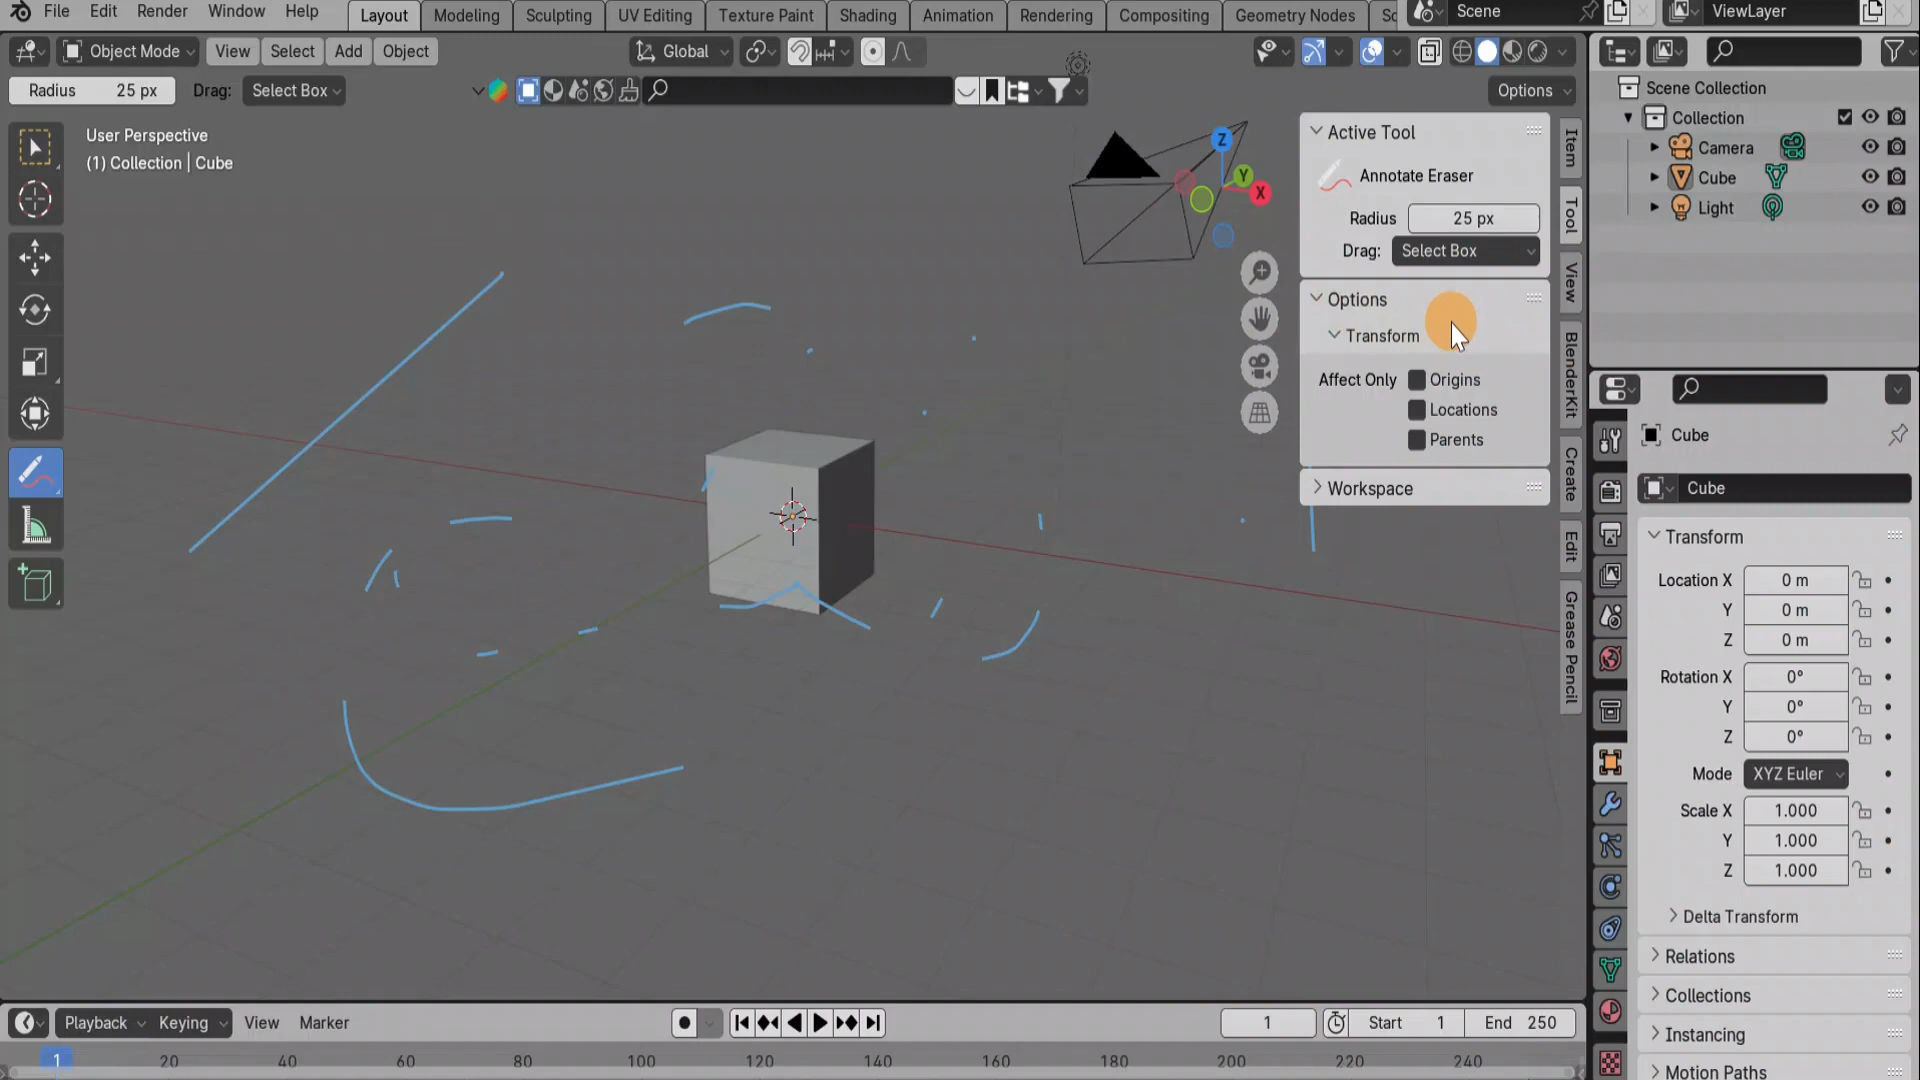 File Edit Render Window Help Layout Modeling Sculpting UV Editing Texture Paint Shading Animation Rendering Compositing Geometry Nodes Sc Scene ViewLayer
Object Mode View Select Add Object Global
Radius 25 px Drag: Select Box Options
User Perspective
(1) Collection | Cube
Z
Y
X
Active Tool
Annotate Eraser
Radius 25 px
Drag: Select Box
Options
Transform
Affect Only Origins
Locations
Parents
Workspace
Item
Tool
View
BlenderKit
Create
Edit
Grease Pencil
Scene Collection
Collection
Camera
Cube
Light
Cube
Cube
Transform
Location X 0 m
Y 0 m
Z 0 m
Rotation X 0°
Y 0°
Z 0°
Mode XYZ Euler
Scale X 1.000
Y 1.000
Z 1.000
Delta Transform
Relations
Collections
Instancing
Motion Paths
Playback Keying View Marker 1 Start 1 End 250
1 20 40 60 80 100 120 140 160 180 200 220 240